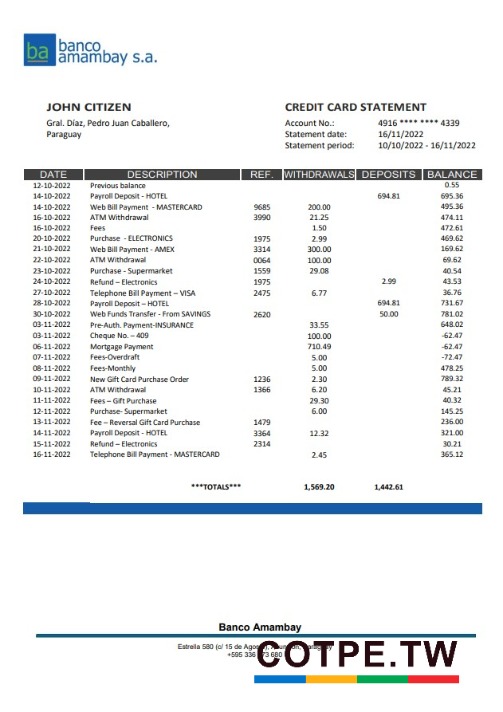 ba banco
amambay s.a.
JOHN CITIZEN
Gral. Díaz, Pedro Juan Caballero,
Paraguay
CREDIT CARD STATEMENT
Account No.: 4916 **** **** 4339
Statement date: 16/11/2022
Statement period: 10/10/2022 - 16/11/2022
DATE DESCRIPTION REF. WITHDRAWALS DEPOSITS BALANCE
12-10-2022 Previous balance 0.55
14-10-2022 Payroll Deposit - HOTEL 694.81 695.36
14-10-2022 Web Bill Payment - MASTERCARD 9685 200.00 495.36
16-10-2022 ATM Withdrawal 3990 21.25 474.11
16-10-2022 Fees 1.50 472.61
20-10-2022 Purchase - ELECTRONICS 1975 2.99 469.62
21-10-2022 Web Bill Payment - AMEX 3314 300.00 169.62
22-10-2022 ATM Withdrawal 0064 100.00 69.62
23-10-2022 Purchase - Supermarket 1559 29.08 40.54
24-10-2022 Refund – Electronics 1975 2.99 43.53
27-10-2022 Telephone Bill Payment – VISA 2475 6.77 36.76
28-10-2022 Payroll Deposit – HOTEL 694.81 731.67
30-10-2022 Web Funds Transfer - From SAVINGS 2620 50.00 781.02
03-11-2022 Pre-Auth. Payment-INSURANCE 33.55 648.02
03-11-2022 Cheque No. – 409 100.00 -62.47
06-11-2022 Mortgage Payment 710.49 -62.47
07-11-2022 Fees-Overdraft 5.00 -72.47
08-11-2022 Fees-Monthly 5.00 478.25
09-11-2022 New Gift Card Purchase Order 1236 2.30 789.32
10-11-2022 ATM Withdrawal 1366 6.20 45.21
11-11-2022 Fees – Gift Purchase 29.30 40.32
12-11-2022 Purchase- Supermarket 6.00 145.25
13-11-2022 Fee – Reversal Gift Card Purchase 1479 236.00
14-11-2022 Payroll Deposit - HOTEL 3364 12.32 321.00
15-11-2022 Refund – Electronics 2314 30.21
16-11-2022 Telephone Bill Payment - MASTERCARD 2.45 365.12
***TOTALS*** 1,569.20 1,442.61
Banco Amambay
Estrella 580 (c/ 15 de
+595 336
COTPE.TW